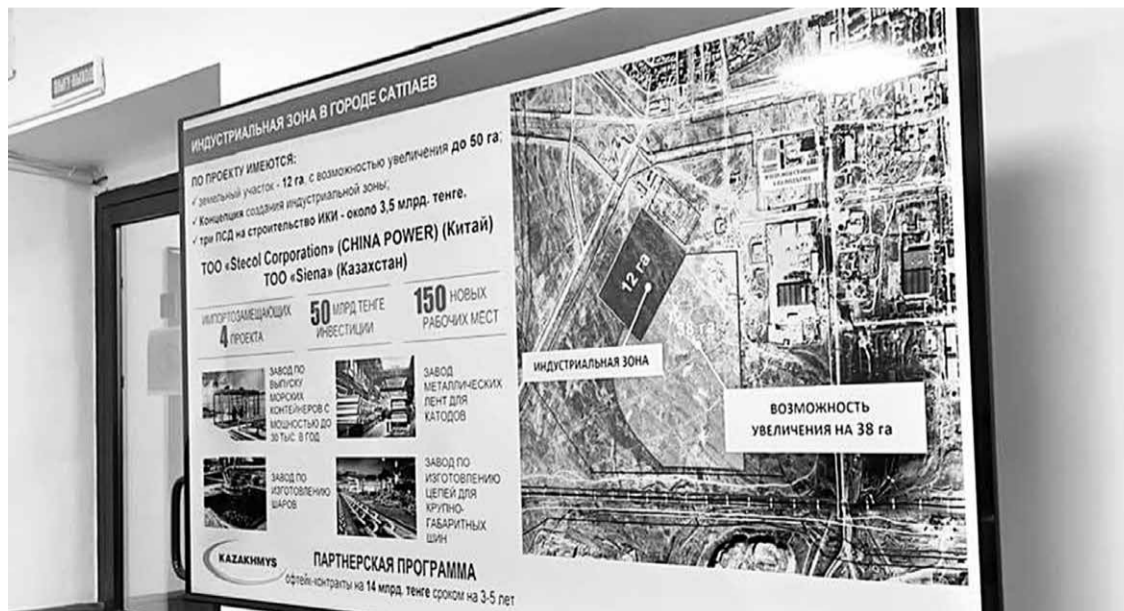 ШЫҒУ ВЫХОД
ИНДУСТРИАЛЬНАЯ ЗОНА В ГОРОДЕ САТПАЕВ
ПО ПРОЕКТУ ИМЕЮТСЯ:
✓ земельный участок - 12 га, с возможностью увеличения до 50 га;
✓ Концепция создания индустриальной зоны;
✓ три ПСД на строительство ИКИ - около 3,5 млрд. тенге.
ТОО «Stecol Corporation» (CHINA POWER) (Китай)
ТОО «Siena» (Казахстан)
ИМПОРТОЗАМЕЩАЮЩИХ
4 ПРОЕКТА
50 МЛРД ТЕНГЕ
ИНВЕСТИЦИИ
150 НОВЫХ
РАБОЧИХ МЕСТ
ЗАВОД ПО
ВЫПУСКУ
МОРСКИХ
КОНТЕЙНЕРОВ С
МОЩНОСТЬЮ ДО
30 ТЫС. В ГОД
ЗАВОД
МЕТАЛЛИЧЕСКИХ
ЛЕНТ ДЛЯ
КАТОДОВ
ЗАВОД ПО
ИЗГОТОВЛЕНИЮ
ШАРОВ
ЗАВОД ПО
ИЗГОТОВЛЕНИЮ
ЦЕПЕЙ ДЛЯ
КРУПНО-
ГАБАРИТНЫХ
ШИН
KAZAKHMYS
ПАРТНЕРСКАЯ ПРОГРАММА
офтейк-контракты на 14 млрд. тенге сроком на 3-5 лет
12 га
38 га
ИНДУСТРИАЛЬНАЯ ЗОНА
ВОЗМОЖНОСТЬ
УВЕЛИЧЕНИЯ НА 38 га